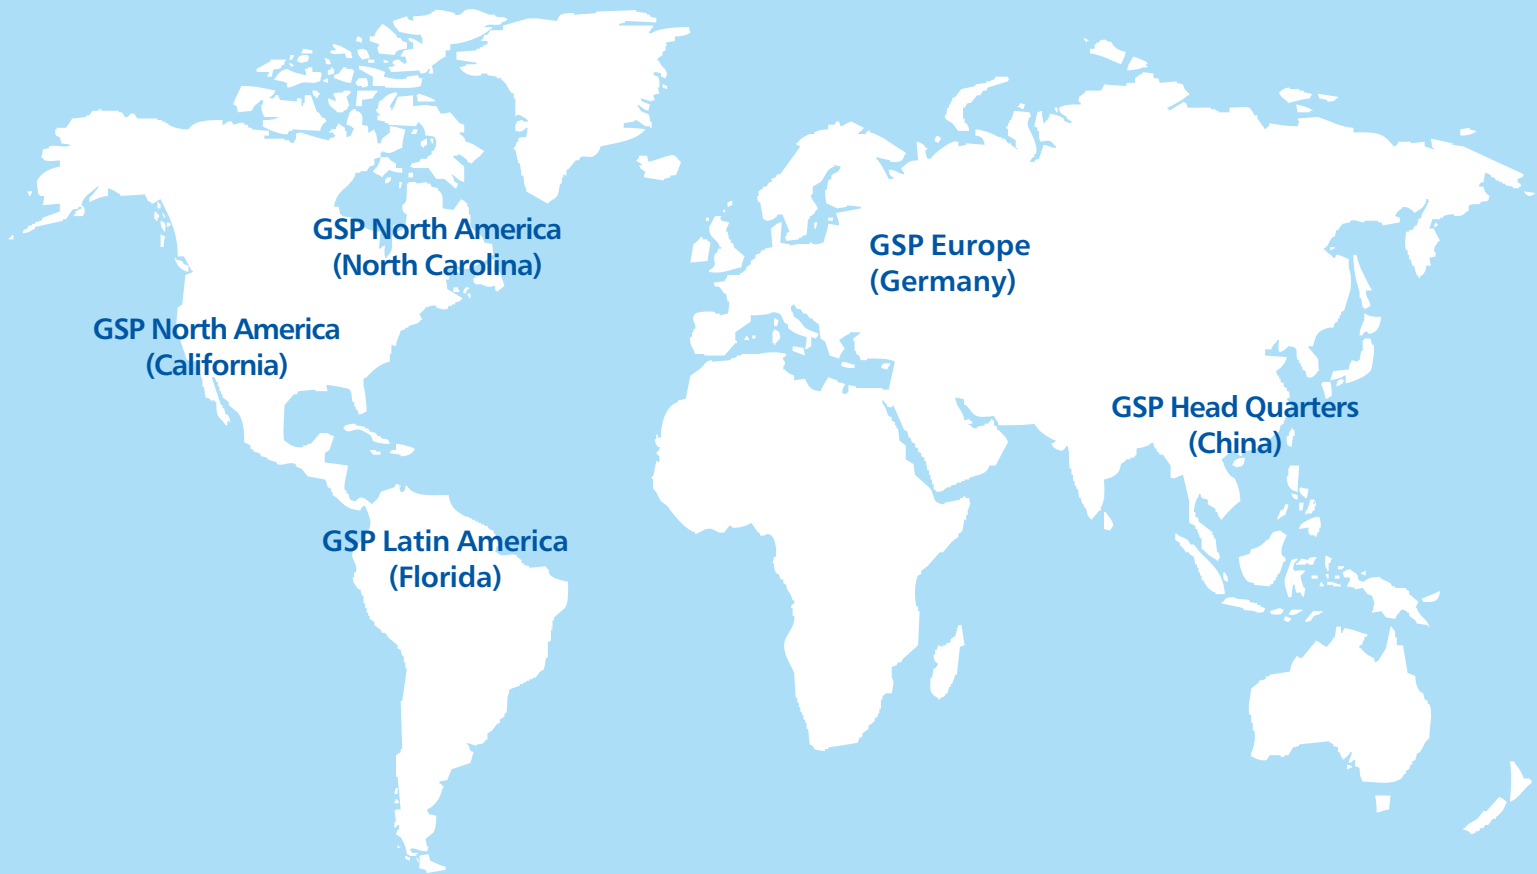 GSP North America
(North Carolina)
GSP Europe
(Germany)
GSP North America
(California)
GSP Head Quarters
(China)
GSP Latin America
(Florida)